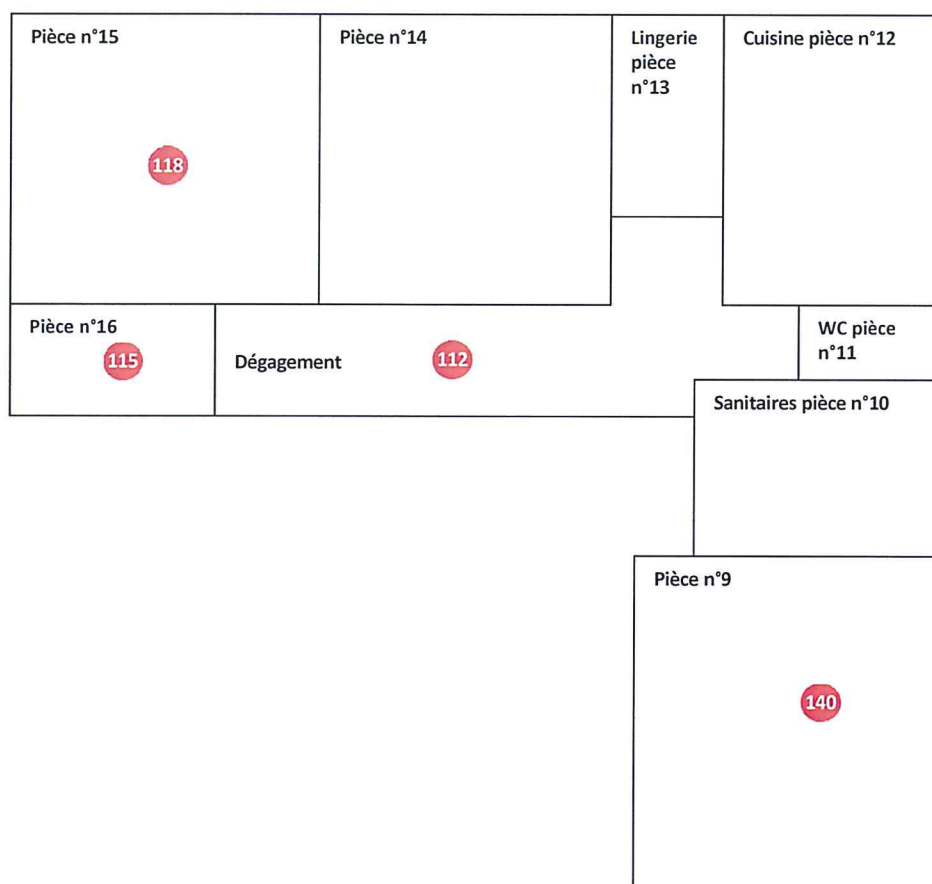 Pièce n°15
Pièce n°14
Lingerie
pièce
n°13
Cuisine pièce n°12
118
Pièce n°16
115
Dégagement
112
WC pièce
n°11
Sanitaires pièce n°10
Pièce n°9
140